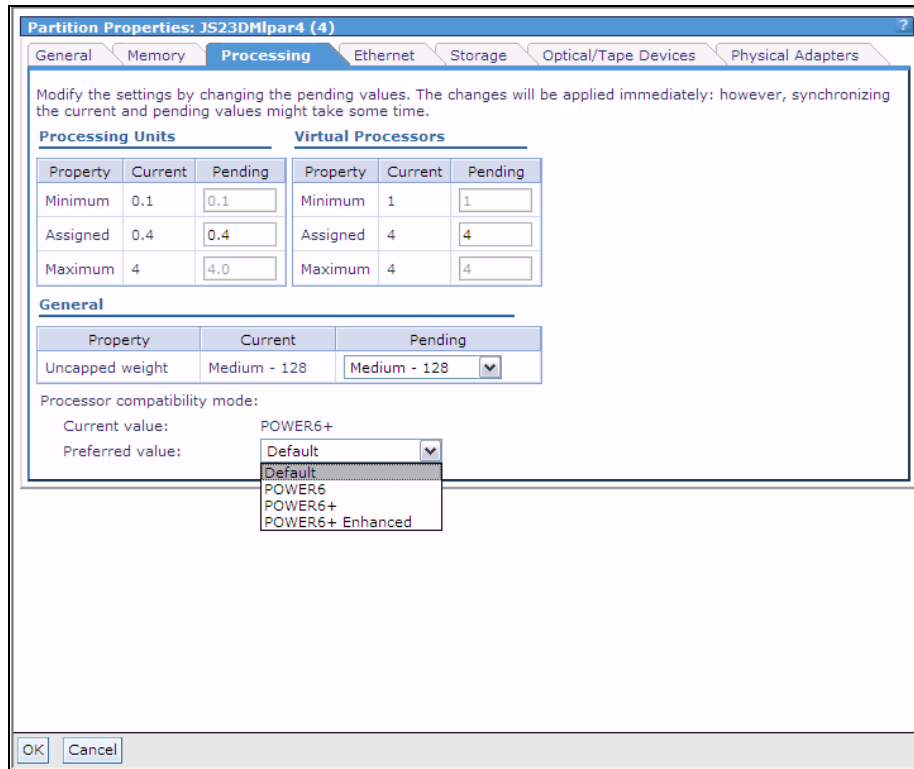 Partition Properties: JS23DMlpar4 (4) ?
General Memory Processing Ethernet Storage Optical/Tape Devices Physical Adapters
Modify the settings by changing the pending values. The changes will be applied immediately: however, synchronizing
the current and pending values might take some time.
Processing Units Virtual Processors
Property Current Pending Property Current Pending
Minimum 0.1 0.1 Minimum 1 1
Assigned 0.4 0.4 Assigned 4 4
Maximum 4 4.0 Maximum 4 4
General
Property Current Pending
Uncapped weight Medium - 128 Medium - 128
Processor compatibility mode:
Current value: POWER6+
Preferred value: Default
Default
POWER6
POWER6+
POWER6+ Enhanced
OK Cancel